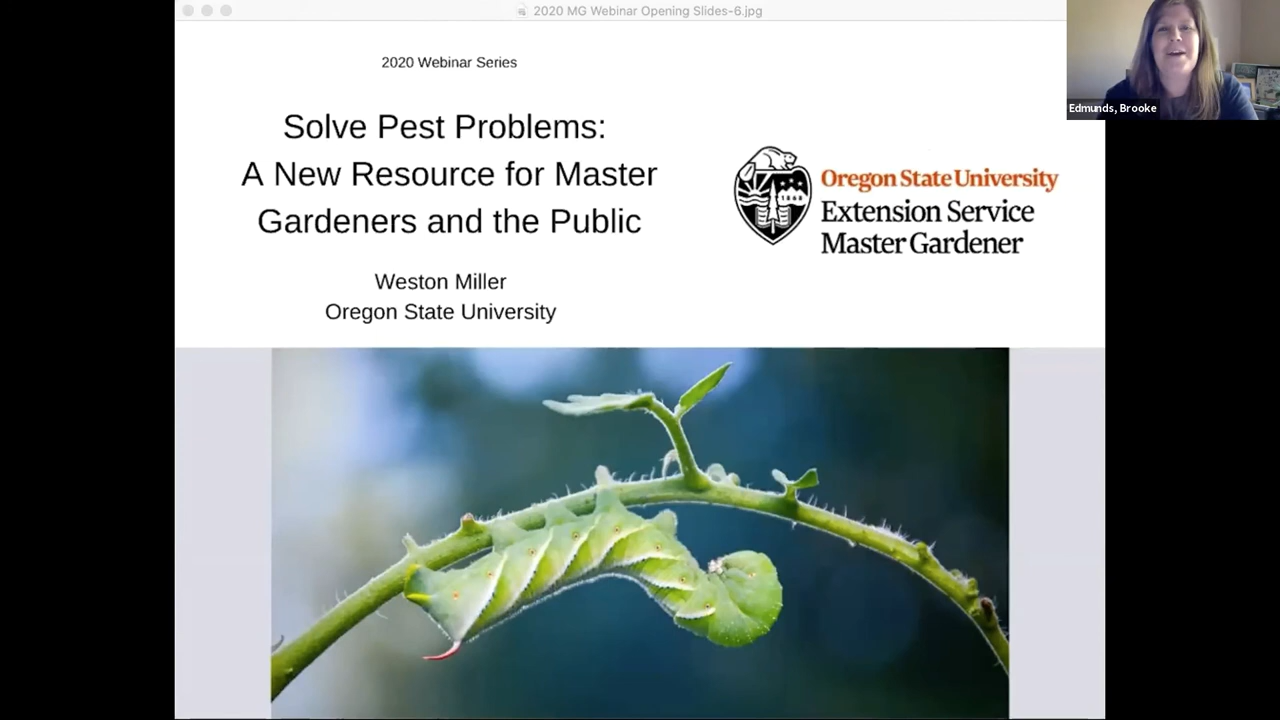 2020 MG Webinar Opening Slides-6.jpg
Edmunds, Brooke
2020 Webinar Series
Solve Pest Problems:
A New Resource for Master
Gardeners and the Public
Weston Miller
Oregon State University
Oregon State University
Extension Service
Master Gardener